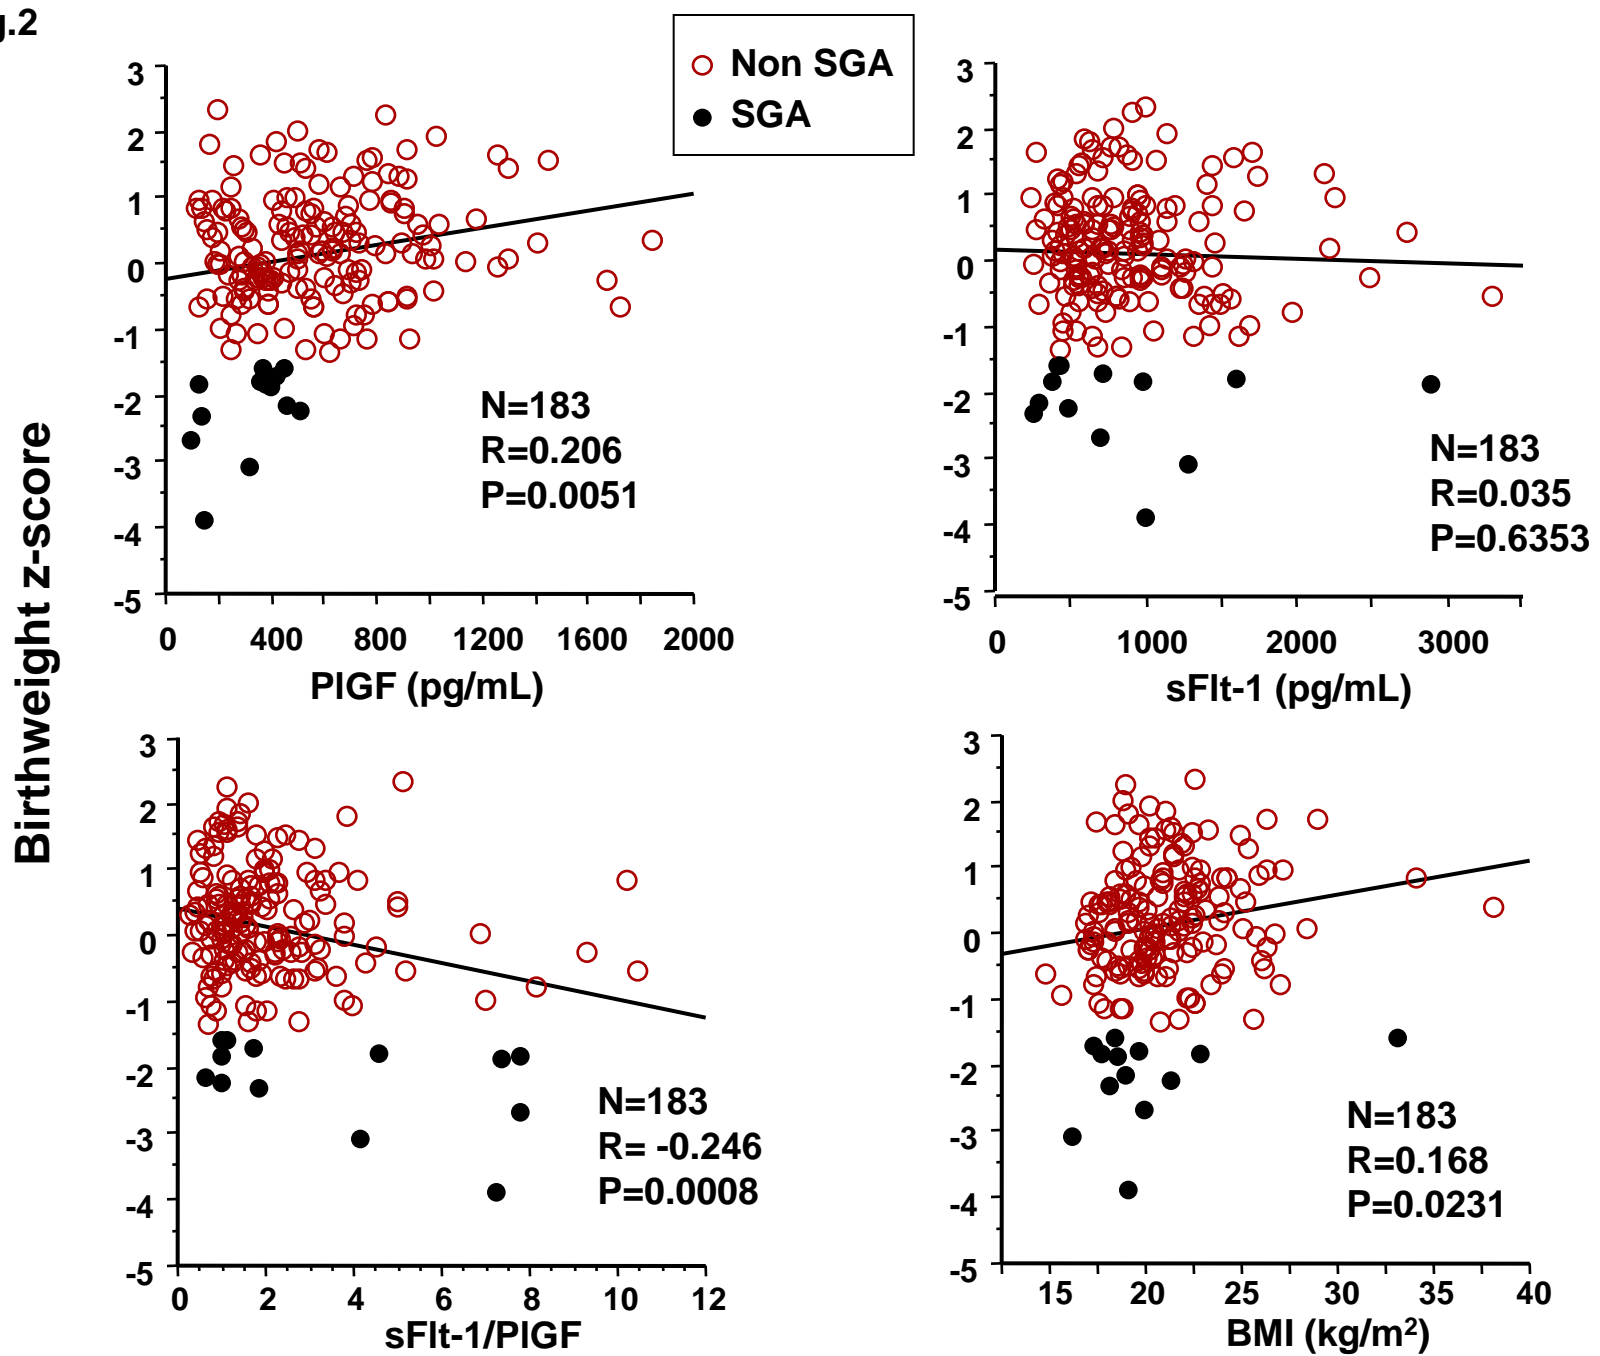 g.2
Non SGA
SGA
Birthweight z-score
3
2
1
0
-1
-2
-3
-4
-5
0 400 800 1200 1600 2000
PlGF (pg/mL)
N=183
R=0.206
P=0.0051
3
2
1
0
-1
-2
-3
-4
-5
0 1000 2000 3000
sFlt-1 (pg/mL)
N=183
R=0.035
P=0.6353
3
2
1
0
-1
-2
-3
-4
-5
0 2 4 6 8 10 12
sFlt-1/PlGF
N=183
R= -0.246
P=0.0008
3
2
1
0
-1
-2
-3
-4
-5
15 20 25 30 35 40
BMI (kg/m²)
N=183
R=0.168
P=0.0231